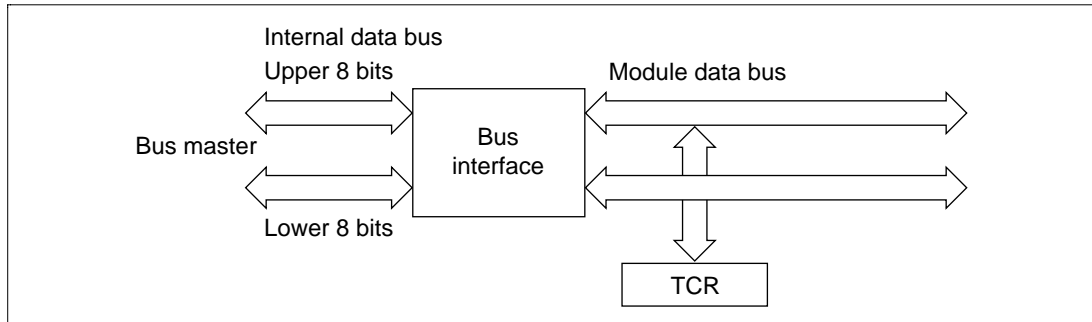 Internal data bus
Upper 8 bits
Module data bus
Bus master
Bus
interface
Lower 8 bits
TCR